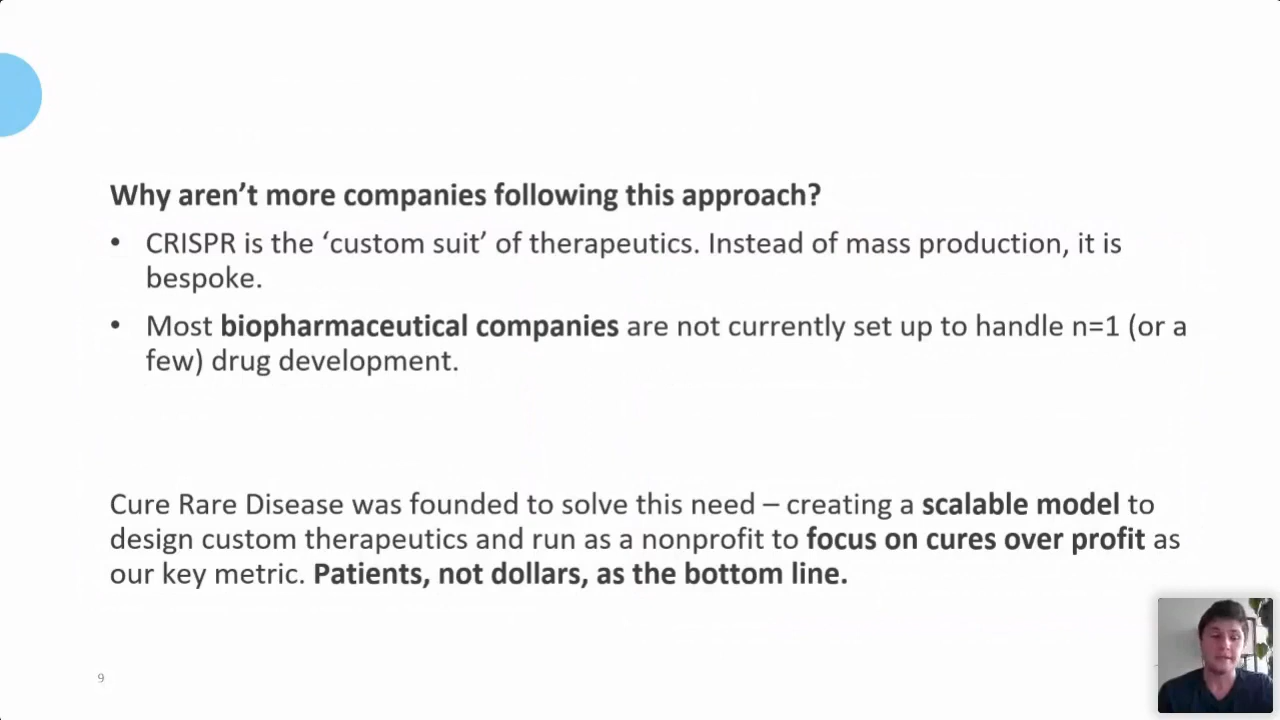 Why aren’t more companies following this approach?
• CRISPR is the ‘custom suit’ of therapeutics. Instead of mass production, it is
bespoke.
• Most biopharmaceutical companies are not currently set up to handle n=1 (or a
few) drug development.
Cure Rare Disease was founded to solve this need – creating a scalable model to
design custom therapeutics and run as a nonprofit to focus on cures over profit as
our key metric. Patients, not dollars, as the bottom line.
9